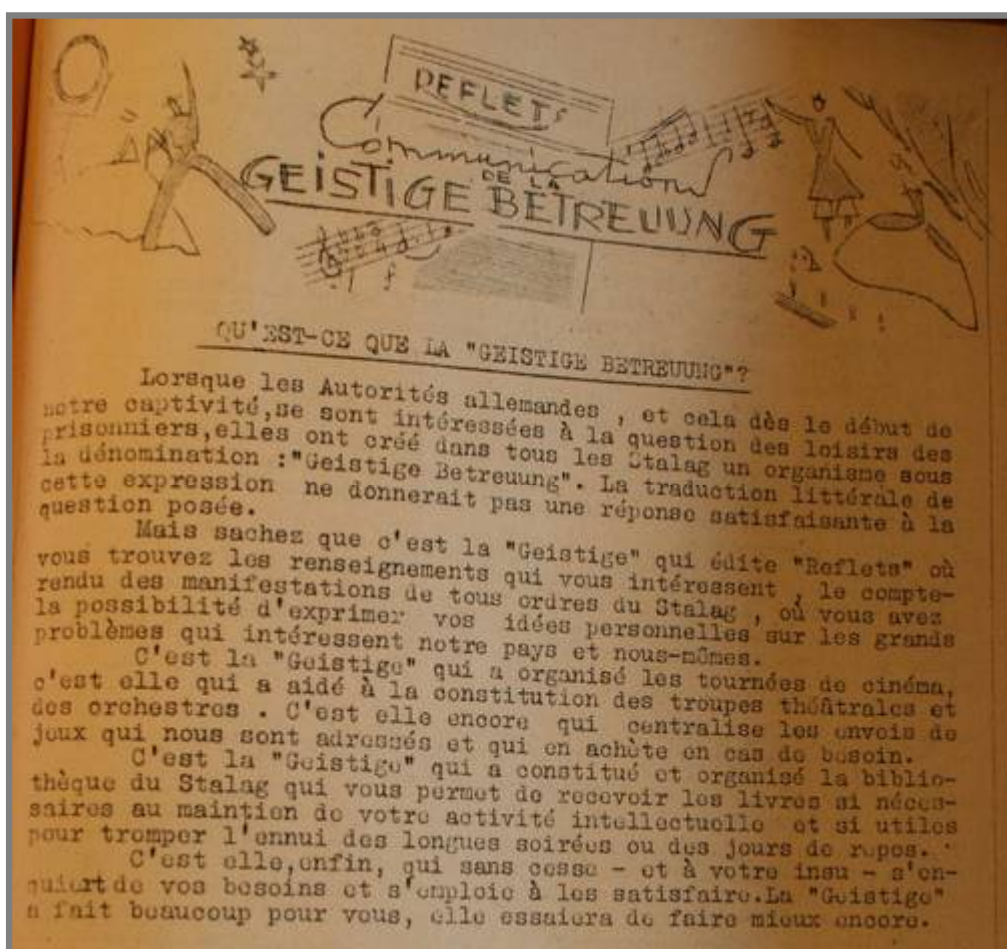 REFLETS
Communications
DE LA
GEISTIGE BETREUUNG
QU'EST-CE QUE LA "GEISTIGE BETREUUNG"?
Lorsque les Autorités allemandes , et cela dès le début de
notre captivité,se sont intéressées à la question des loisirs des
prisonniers,elles ont créé dans tous les Stalag un organisme sous
la dénomination :"Geistige Betreuung". La traduction littérale de
cette expression ne donnerait pas une réponse satisfaisante à la
question posée.
Mais sachez que c'est la "Geistige" qui édite "Reflets" où
vous trouvez les renseignements qui vous intéressent , le compte-
rendu des manifestations de tous ordres du Stalag , où vous avez
la possibilité d'exprimer vos idées personnelles sur les grands
problèmes qui intéressent notre pays et nous-mêmes.
C'est la "Geistige" qui a organisé les tournées de cinéma,
c'est elle qui a aidé à la constitution des troupes théâtrales et
des orchestres . C'est elle encore qui centralise les envois de
jeux qui nous sont adressés et qui en achète en cas de besoin.
C'est la "Geistige" qui a constitué et organisé la biblio-
thèque du Stalag qui vous permet de recevoir les livres si néces-
saires au maintien de votre activité intellectuelle et si utiles
pour tromper l'ennui des longues soirées ou des jours de repos.
C'est elle,enfin, qui sans cesse - et à votre insu - s'en-
quiert de vos besoins et s'emploie à les satisfaire.La "Geistige"
a fait beaucoup pour vous, elle essaiera de faire mieux encore.